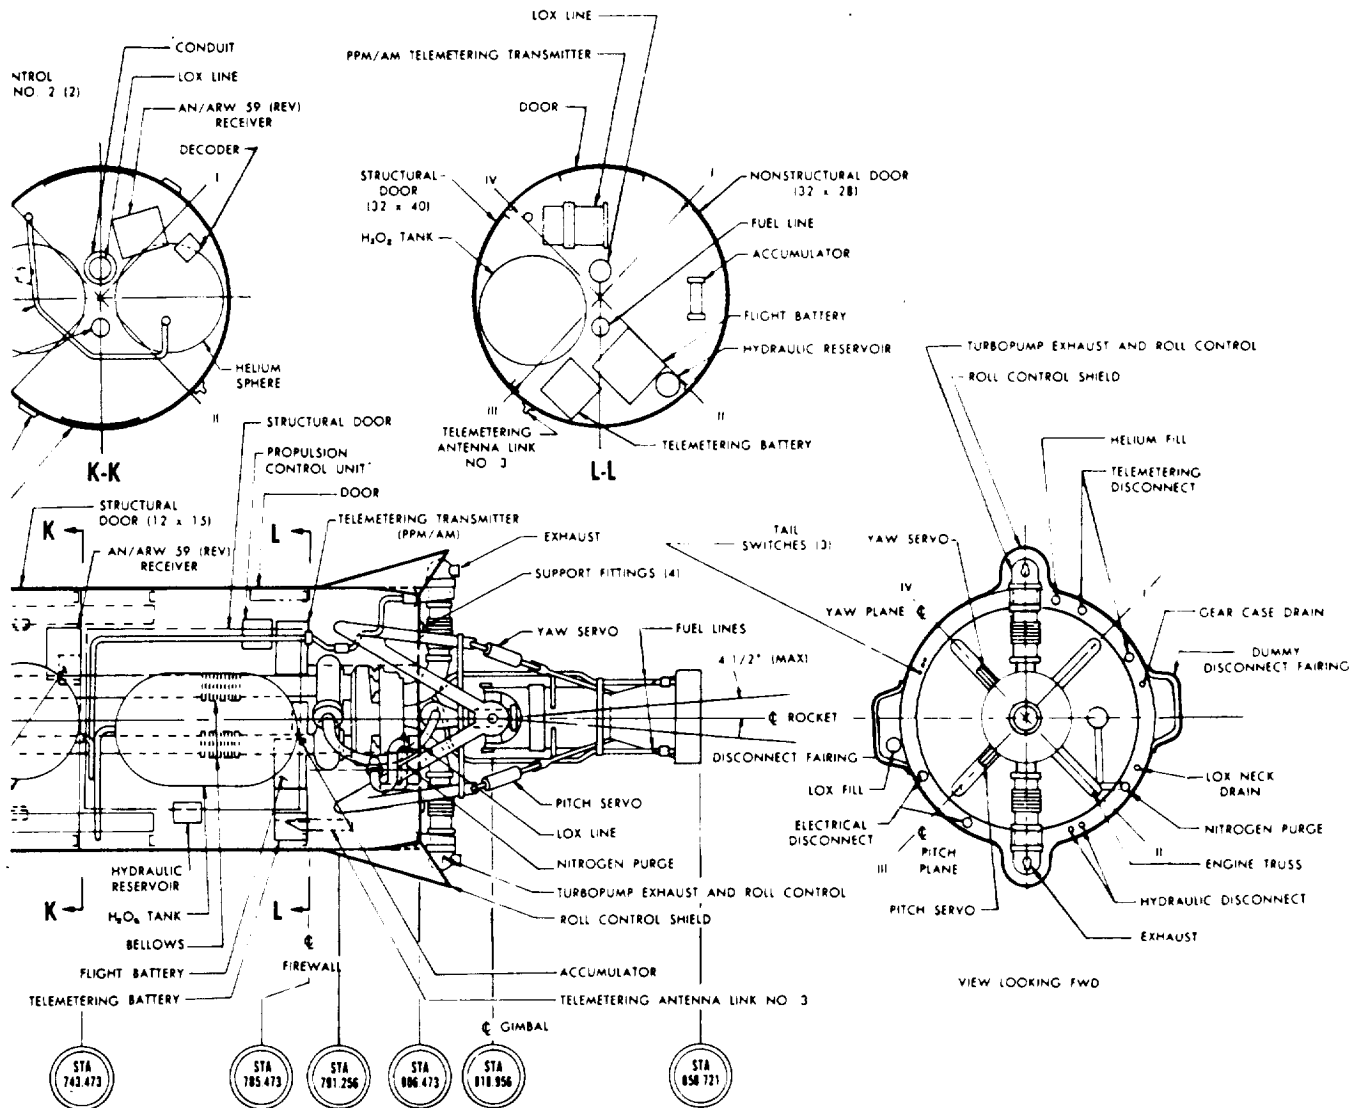 LOX LINE
CONDUIT
PPM/AM TELEMETERING TRANSMITTER
NTROL
NO. 2 (2)
LOX LINE
AN/ARW 59 (REV)
RECEIVER
DOOR
DECODER
STRUCTURAL
DOOR
(32 x 40)
IV
I
I
NONSTRUCTURAL DOOR
(32 x 28)
FUEL LINE
H₂O₂ TANK
ACCUMULATOR
FLIGHT BATTERY
HYDRAULIC RESERVOIR
TURBOPUMP EXHAUST AND ROLL CONTROL
HELIUM
SPHERE
ROLL CONTROL SHIELD
II
III
II
STRUCTURAL DOOR
TELEMETERING
ANTENNA LINK
NO 3
TELEMETERING BATTERY
HELIUM FILL
K-K
PROPULSION
CONTROL UNIT
L-L
TELEMETERING
DISCONNECT
DOOR
STRUCTURAL
DOOR (12 x 15)
K
L
TELEMETERING TRANSMITTER
(PPM/AM)
EXHAUST
TAIL
SWITCHES (3)
YAW SERVO
AN/ARW 59 (REV)
RECEIVER
SUPPORT FITTINGS (4)
IV
I
YAW PLANE ℄
GEAR CASE DRAIN
YAW SERVO
FUEL LINES
4 1/2° (MAX)
DUMMY
DISCONNECT FAIRING
℄ ROCKET
DISCONNECT FAIRING
LOX FILL
LOX NECK
DRAIN
PITCH SERVO
ELECTRICAL
DISCONNECT
LOX LINE
NITROGEN PURGE
℄
PITCH
PLANE
III
II
NITROGEN PURGE
ENGINE TRUSS
HYDRAULIC
RESERVOIR
TURBOPUMP EXHAUST AND ROLL CONTROL
PITCH SERVO
HYDRAULIC DISCONNECT
K
L
H₂O₂ TANK
ROLL CONTROL SHIELD
BELLOWS
℄
FIREWALL
EXHAUST
FLIGHT BATTERY
ACCUMULATOR
VIEW LOOKING FWD
TELEMETERING BATTERY
TELEMETERING ANTENNA LINK NO 3
℄ GIMBAL
STA
743.473
STA
785.473
STA
791.256
STA
806.473
STA
818.956
STA
858.721